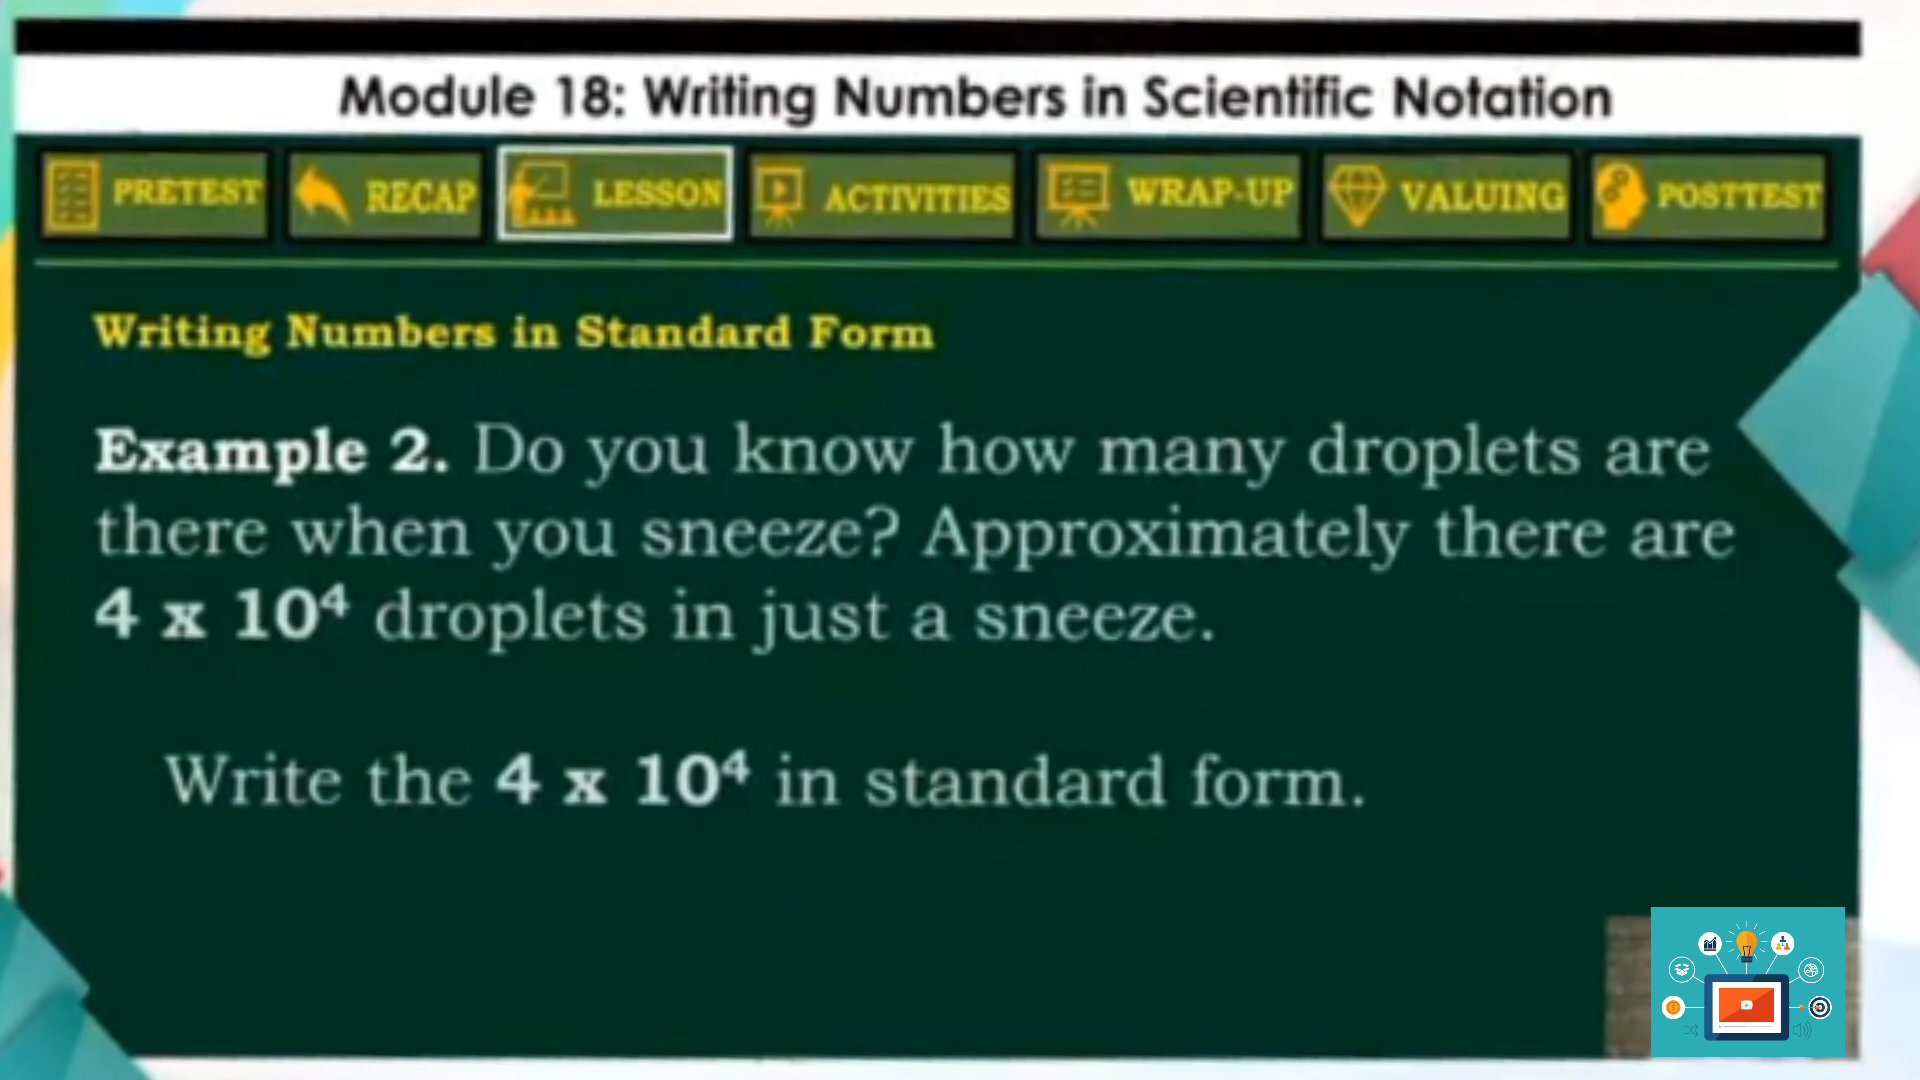 Module 18: Writing Numbers in Scientific Notation
PRETEST RECAP LESSON ACTIVITIES WRAP-UP VALUING POSTTEST
Writing Numbers in Standard Form
Example 2. Do you know how many droplets are
there when you sneeze? Approximately there are
4 x 10⁴ droplets in just a sneeze.
Write the 4 x 10⁴ in standard form.